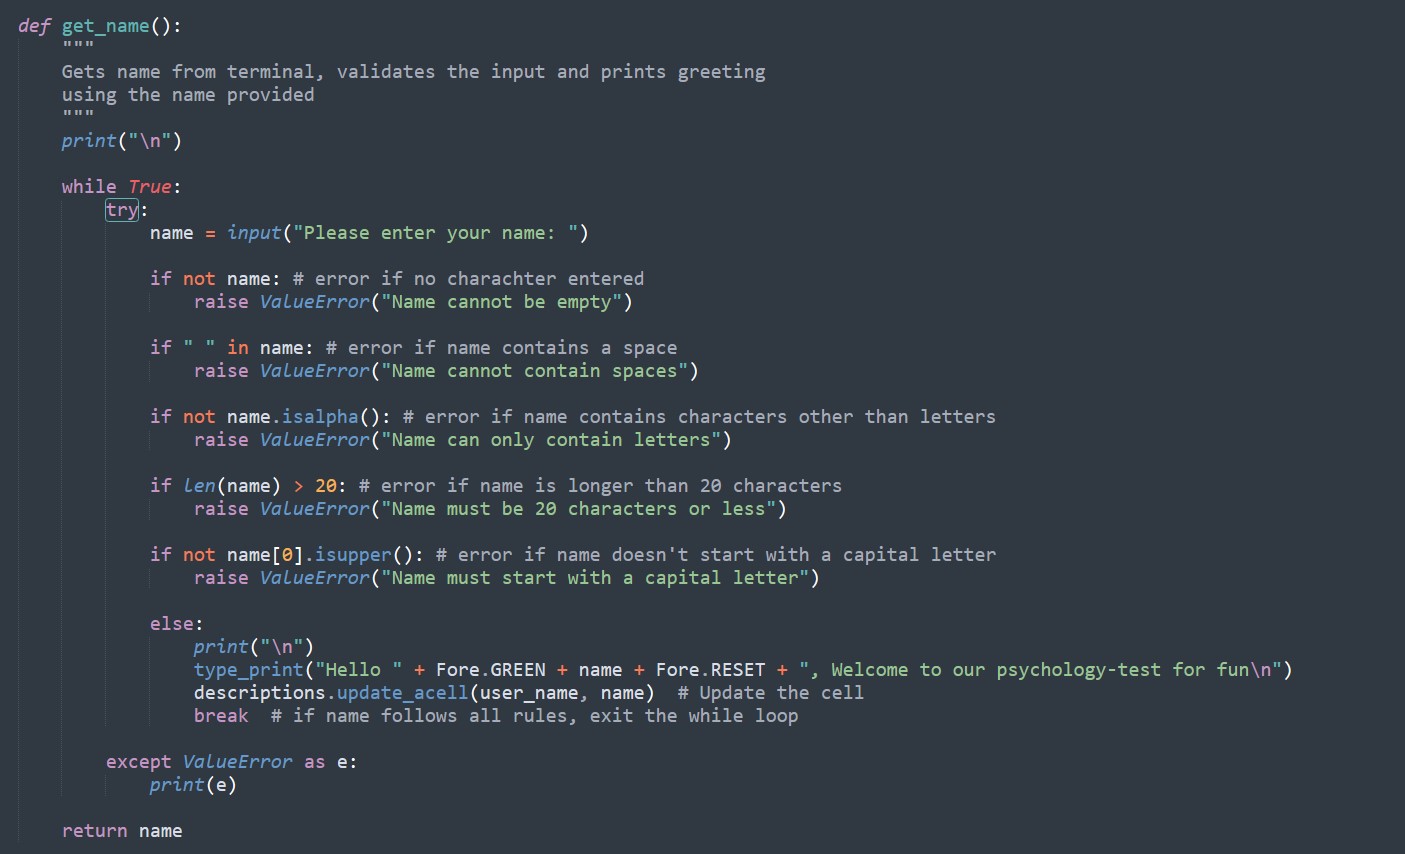 def get_name():
    """
    Gets name from terminal, validates the input and prints greeting
    using the name provided
    """
    print("\n")

    while True:
        try:
            name = input("Please enter your name: ")

            if not name: # error if no charachter entered
                raise ValueError("Name cannot be empty")

            if " " in name: # error if name contains a space
                raise ValueError("Name cannot contain spaces")

            if not name.isalpha(): # error if name contains characters other than letters
                raise ValueError("Name can only contain letters")

            if len(name) > 20: # error if name is longer than 20 characters
                raise ValueError("Name must be 20 characters or less")

            if not name[0].isupper(): # error if name doesn't start with a capital letter
                raise ValueError("Name must start with a capital letter")

            else:
                print("\n")
                type_print("Hello " + Fore.GREEN + name + Fore.RESET + ", Welcome to our psychology-test for fun\n")
                descriptions.update_acell(user_name, name)  # Update the cell
                break  # if name follows all rules, exit the while loop

        except ValueError as e:
            print(e)

    return name